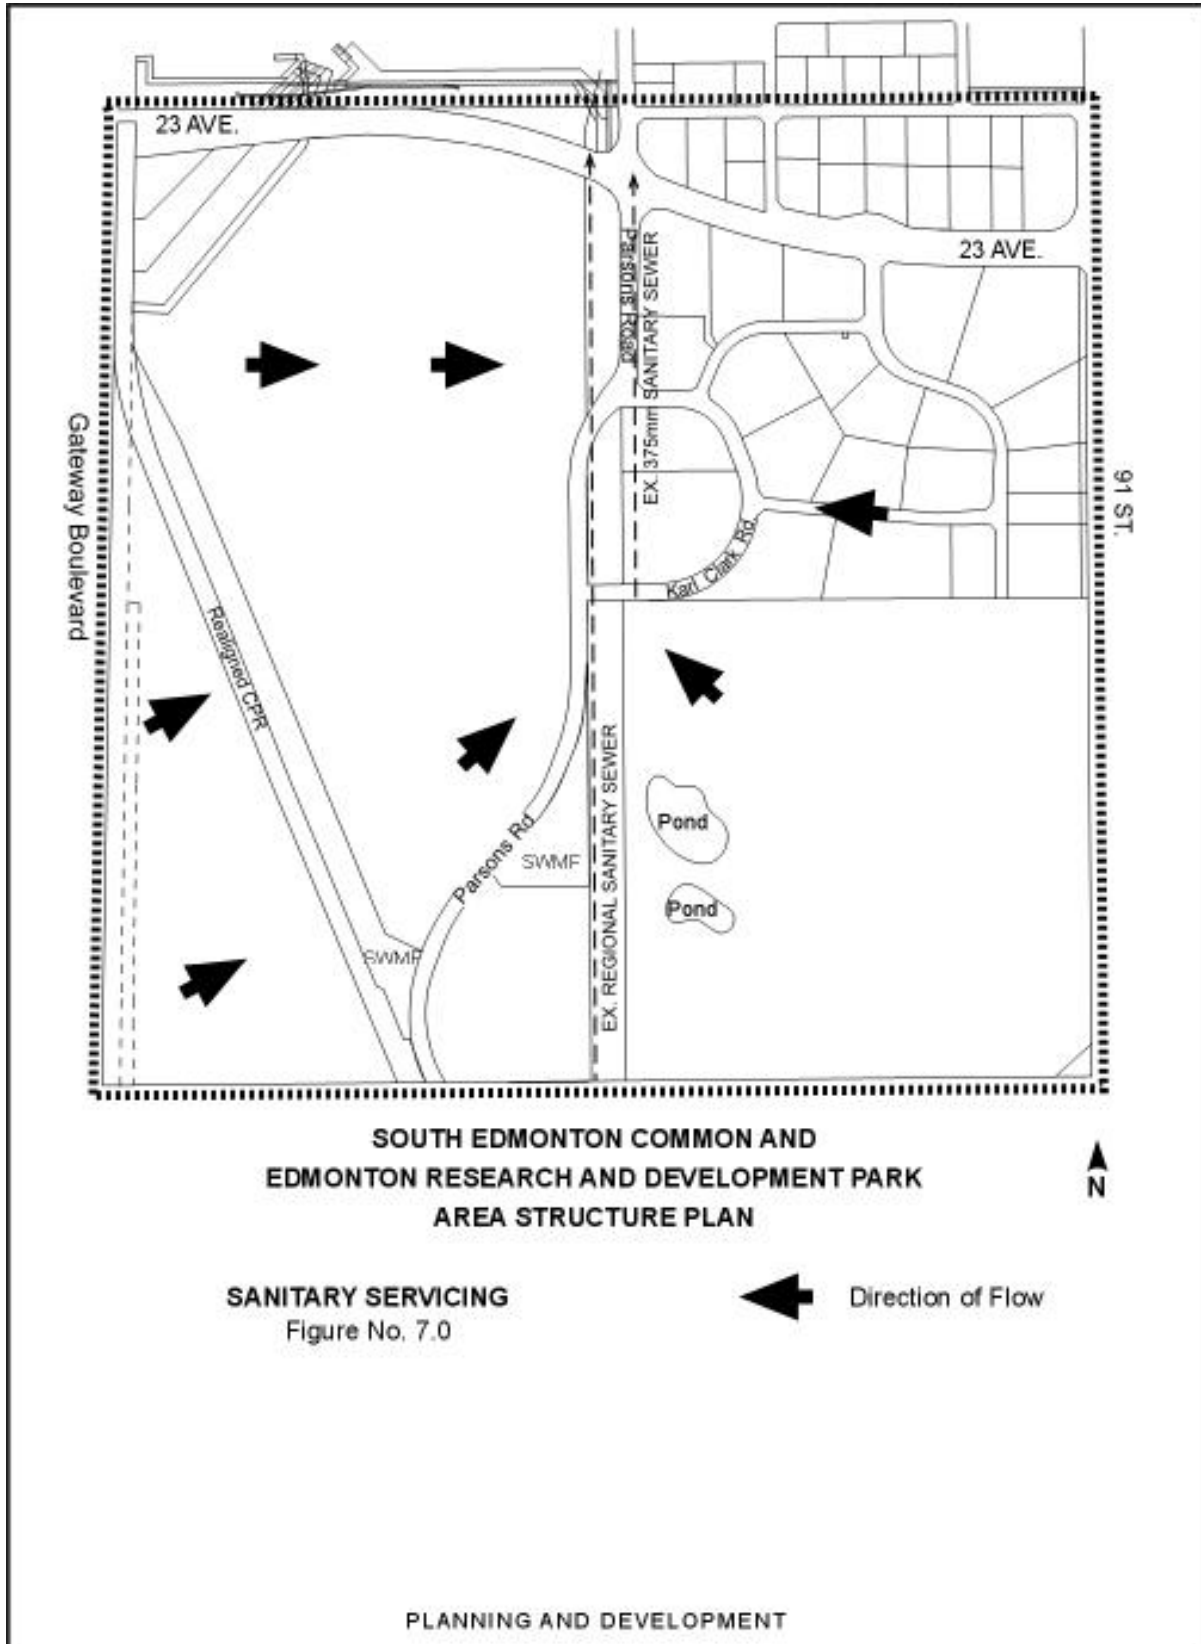 23 AVE.
Parsons Road
EX. 375mm SANITARY SEWER
23 AVE.
Gateway Boulevard
91 ST.
Karl Clark Rd
Realigned CPR
EX. REGIONAL SANITARY SEWER
Pond
Parsons Rd
SWMF
Pond
SWMF
SOUTH EDMONTON COMMON AND
EDMONTON RESEARCH AND DEVELOPMENT PARK
AREA STRUCTURE PLAN
N
SANITARY SERVICING
Figure No. 7.0
Direction of Flow
PLANNING AND DEVELOPMENT